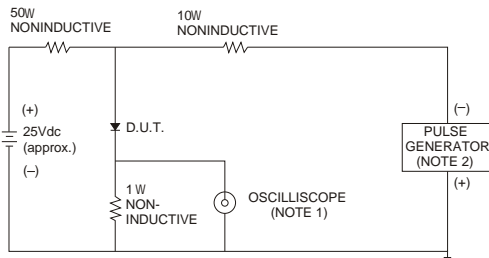 50W
NONINDUCTIVE
10W
NONINDUCTIVE
(+)
25Vdc
(approx.)
(–)
D.U.T.
1 W
NON-
INDUCTIVE
OSCILLISCOPE
(NOTE 1)
(–)
PULSE
GENERATOR
(NOTE 2)
(+)